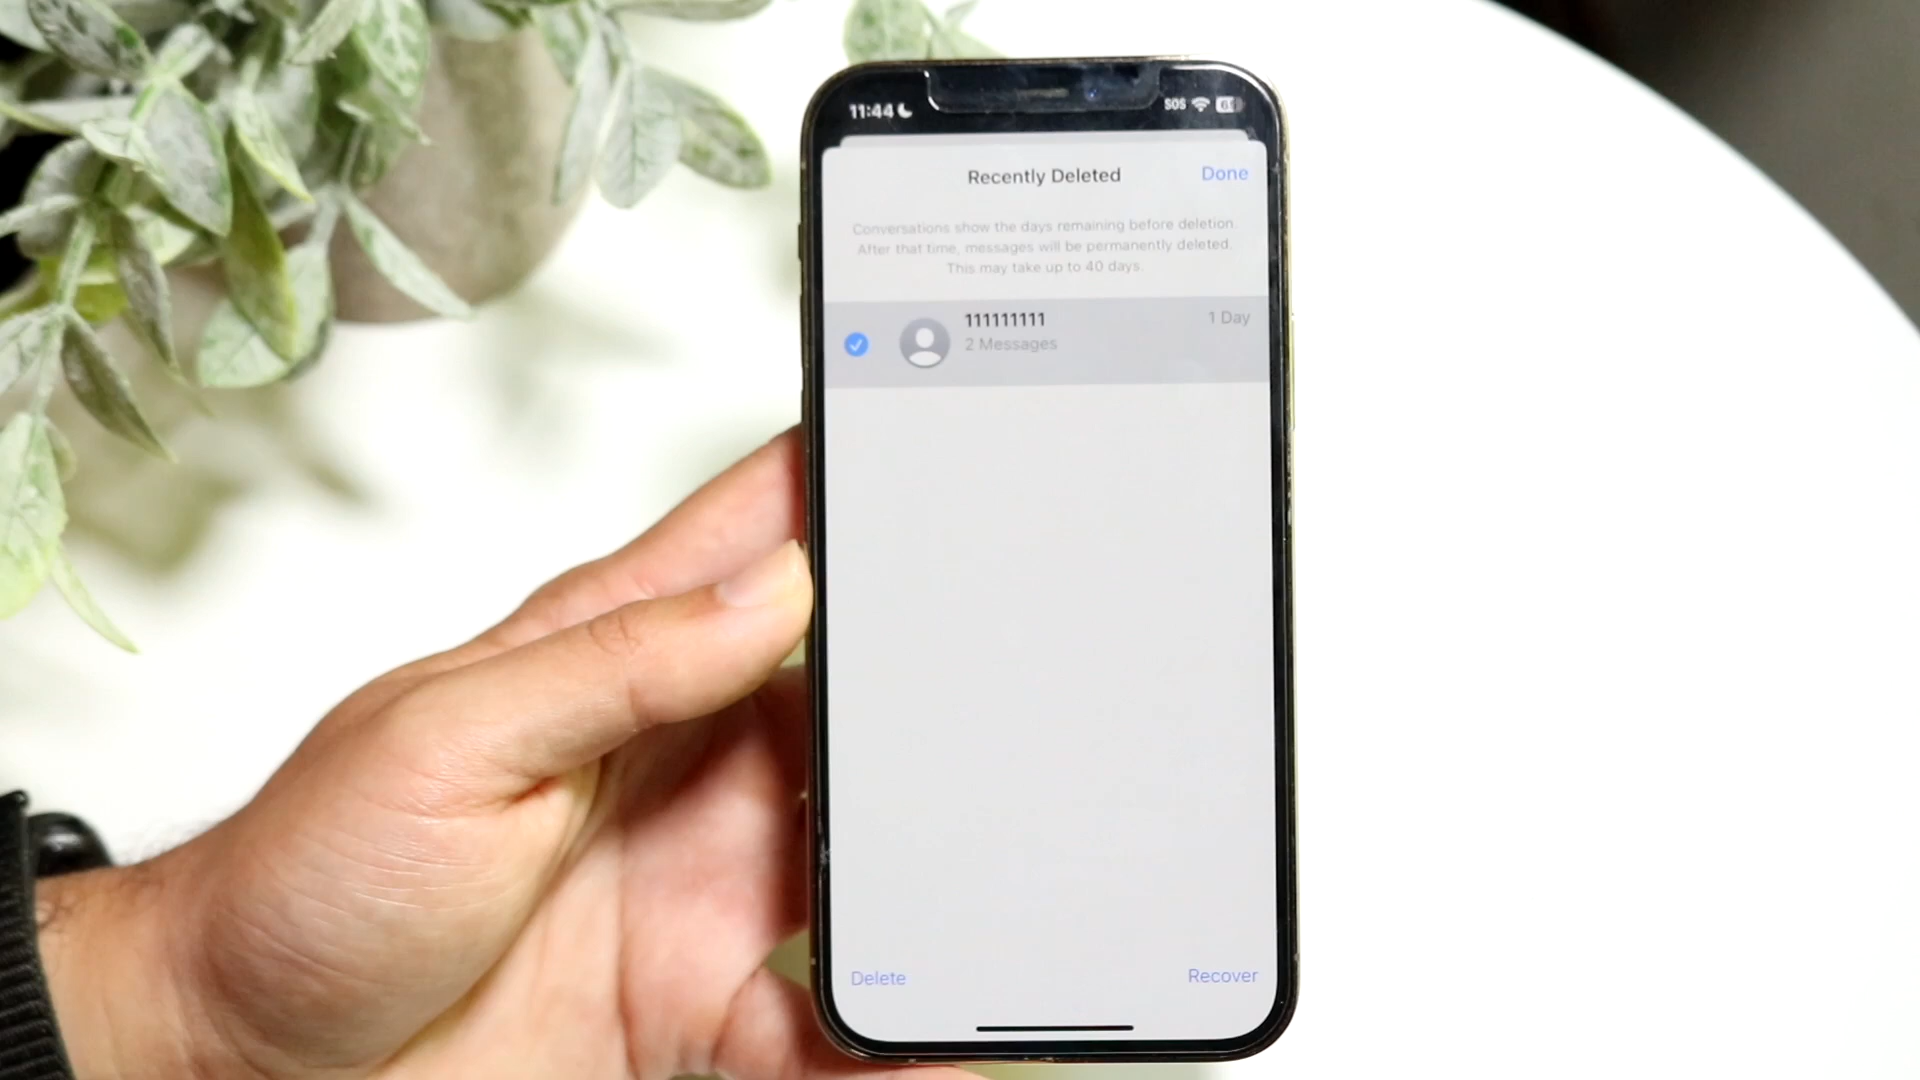 11:44
SOS
Recently Deleted
Done
Conversations show the days remaining before deletion.
After that time, messages will be permanently deleted.
This may take up to 40 days.
111111111
1 Day
2 Messages
Delete
Recover